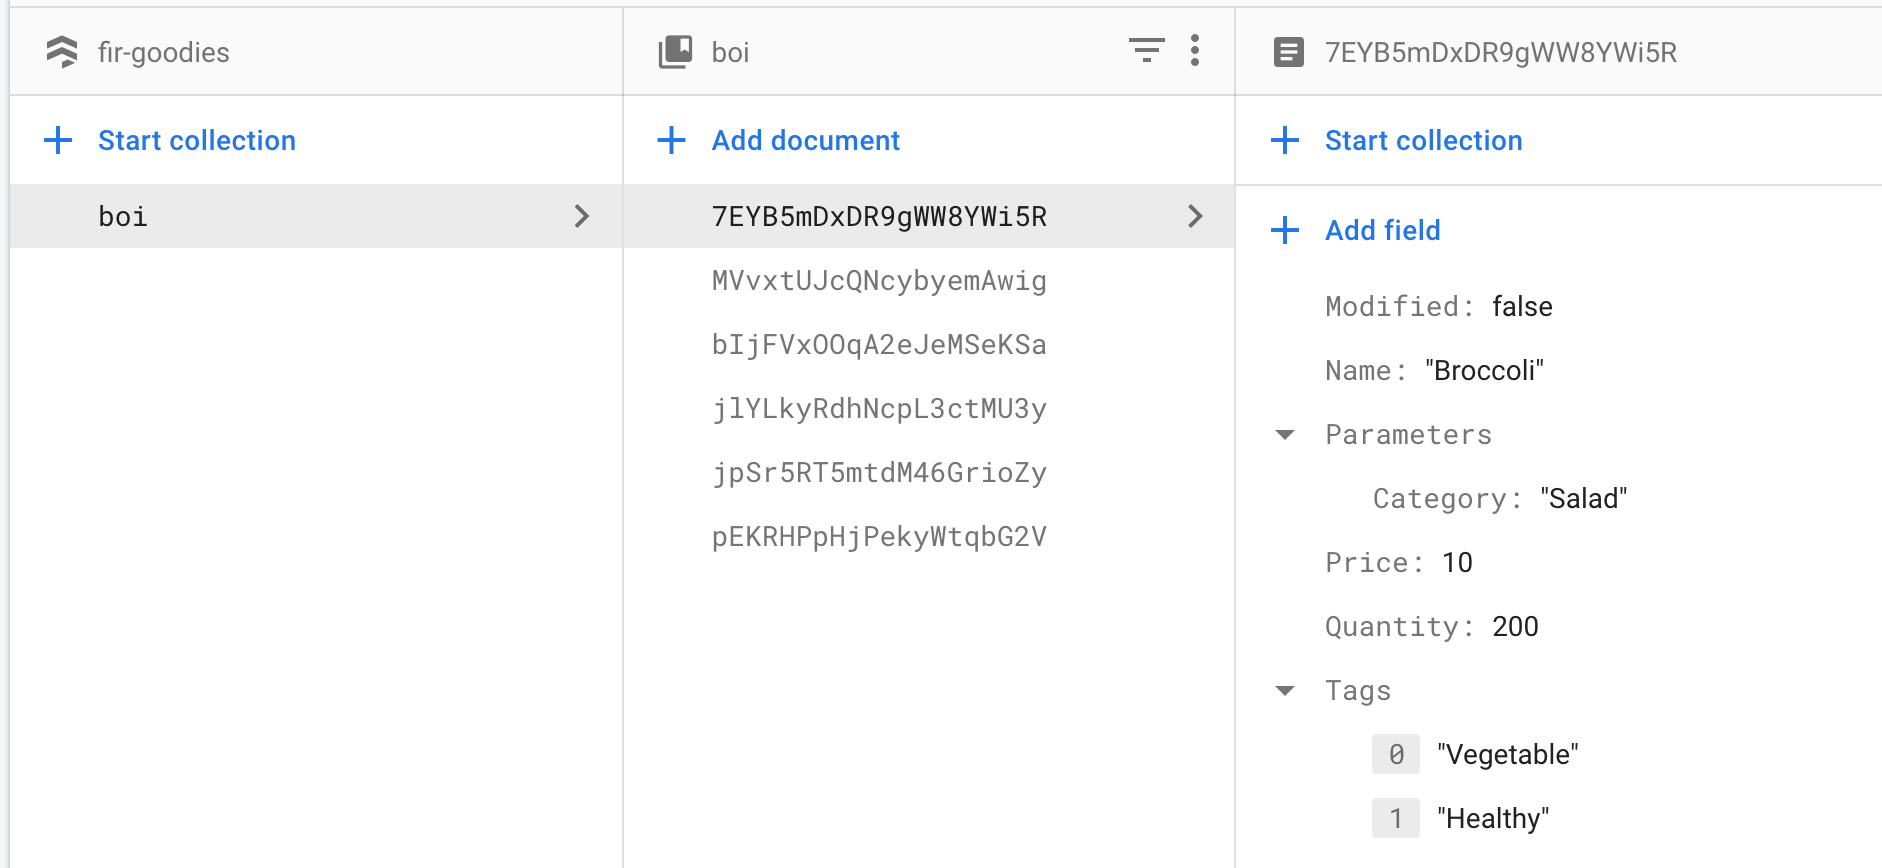 fir-goodies
Start collection
boi
boi
Add document
7EYB5mDxDR9gWW8YWi5R
MVvxtUJcQNcybyemAwig
bIjFVxOOqA2eJeMSeKSa
jlYLkyRdhNcpL3ctMU3y
jpSr5RT5mtdM46GrioZy
pEKRHPpHjPekyWtqbG2V
7EYB5mDxDR9gWW8YWi5R
Start collection
Add field
Modified: false
Name: "Broccoli"
Parameters
Category: "Salad"
Price: 10
Quantity: 200
Tags
0 "Vegetable"
1 "Healthy"